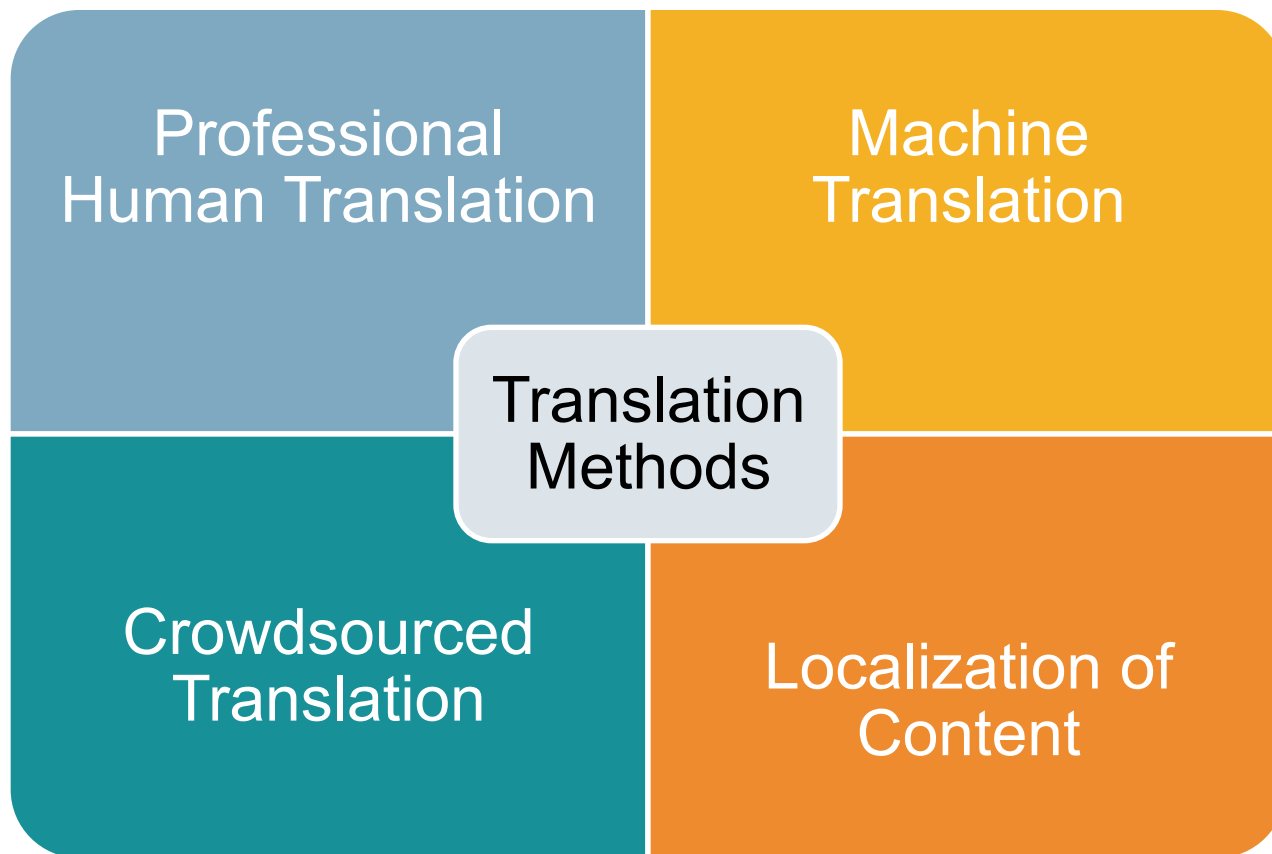 Professional
Human Translation
Machine
Translation
Translation
Methods
Crowdsourced
Translation
Localization of
Content